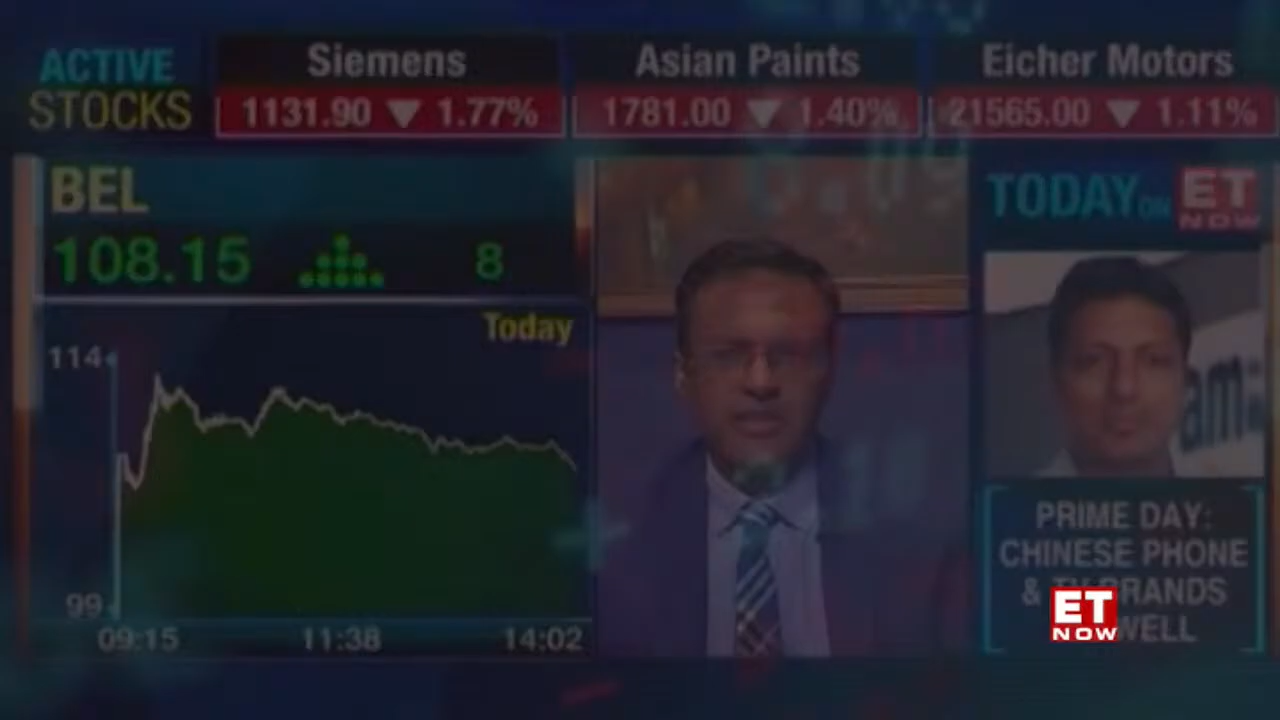 ACTIVE
STOCKS
Siemens
1131.90 ▼ 1.77%
Asian Paints
1781.00 ▼ 1.40%
Eicher Motors
21565.00 ▼ 1.11%
BEL
108.15 8
Today
114
99
09:15 11:38 14:02
TODAY ON ET
NOW
PRIME DAY:
CHINESE PHONE
& TV BRANDS
WELL
ET
NOW